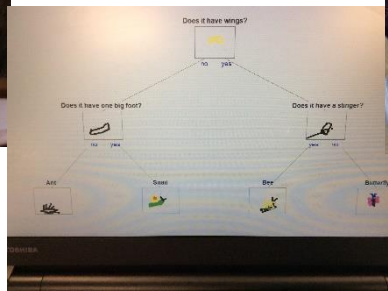 Does it have wings?
no yes
Does it have one big foot?
Does it have a stinger?
no yes
yes no
Ant
Bee
Butterfly
TOSHIBA